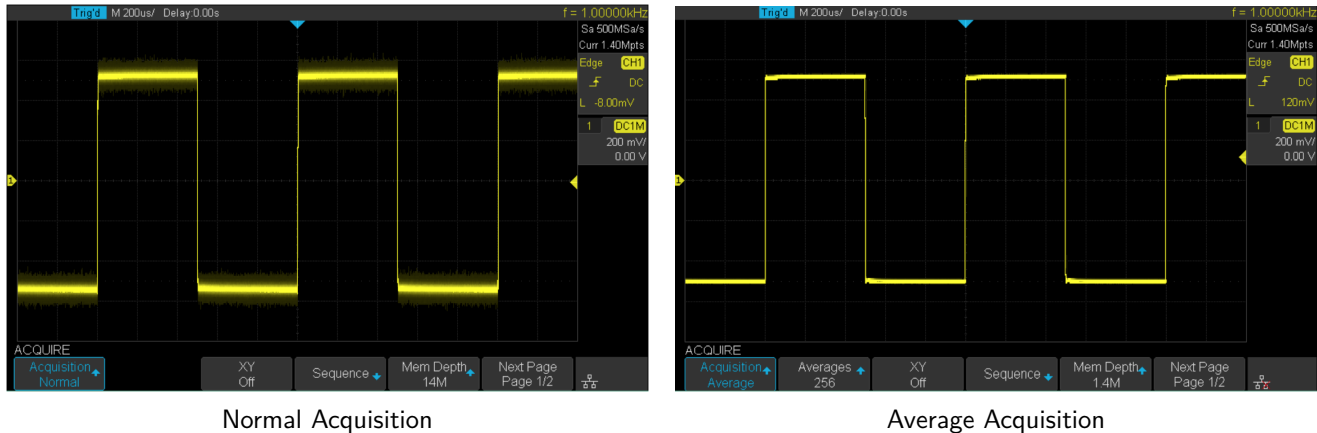 Trig'd M 200us/ Delay:0.00s f = 1.00000kHz
Sa 500MSa/s
Curr 1.40Mpts
Edge CH1
DC
L -8.00mV
1 DC1M
200 mV/
0.00 V
1
ACQUIRE
Acquisition Normal
XY Off
Sequence
Mem Depth 14M
Next Page Page 1/2
Normal Acquisition
Trig'd M 200us/ Delay:0.00s f = 1.00000kHz
Sa 500MSa/s
Curr 1.40Mpts
Edge CH1
DC
L 120mV
1 DC1M
200 mV/
0.00 V
1
ACQUIRE
Acquisition Average
Averages 256
XY Off
Sequence
Mem Depth 1.4M
Next Page Page 1/2
Average Acquisition